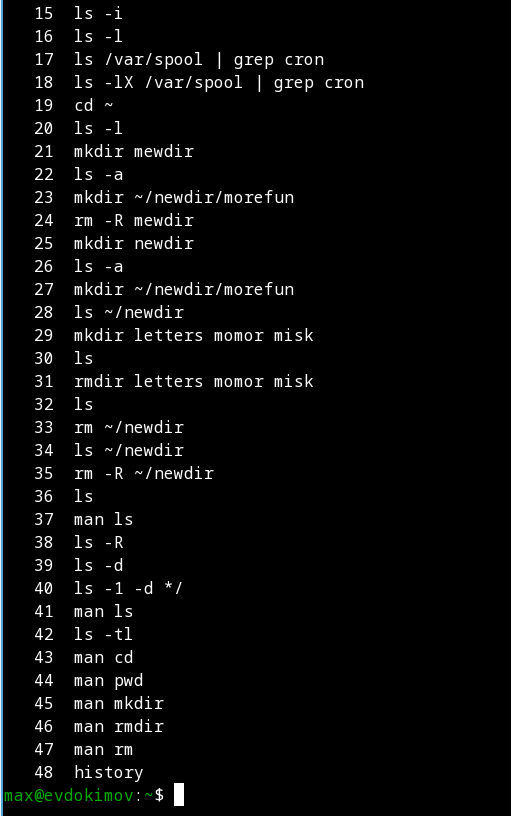 15 ls -i
16 ls -l
17 ls /var/spool | grep cron
18 ls -lX /var/spool | grep cron
19 cd ~
20 ls -l
21 mkdir mewdir
22 ls -a
23 mkdir ~/newdir/morefun
24 rm -R mewdir
25 mkdir newdir
26 ls -a
27 mkdir ~/newdir/morefun
28 ls ~/newdir
29 mkdir letters momor misk
30 ls
31 rmdir letters momor misk
32 ls
33 rm ~/newdir
34 ls ~/newdir
35 rm -R ~/newdir
36 ls
37 man ls
38 ls -R
39 ls -d
40 ls -1 -d */
41 man ls
42 ls -tl
43 man cd
44 man pwd
45 man mkdir
46 man rmdir
47 man rm
48 history
max@evdokimov:~$